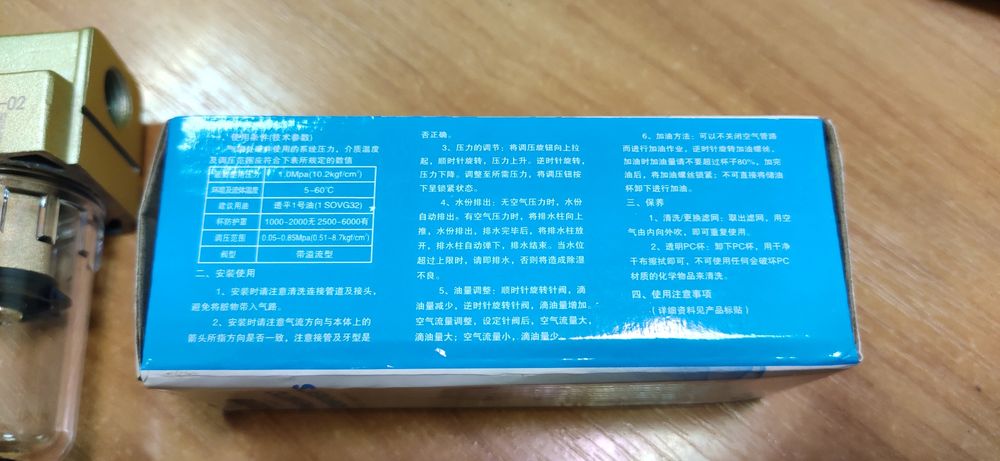 -02
一、使用条件(技术参数)
使用的系统压力、介质温度
及调压范围应符合下表所规定的数值
最高使用压力 1.0Mpa(10.2kgf/cm²)
环境及流体温度 5-60℃
建议用油 透平1号油(1 SOVG32)
杯防护罩 1000~2000无 2500~6000有
调压范围 0.05-0.85Mpa(0.51-8.7kgf/cm²)
阀型 带溢流型
二、安装使用
1、安装时请注意清洗连接管道及接头,
避免将脏物带入气路。
2、安装时请注意气流方向与本体上的
箭头所指方向是否一致,注意接管及牙型是
否正确。
3、压力的调节:将调压旋钮向上拉
起,顺时针旋转,压力上升。逆时针旋转,
压力下降。调整至所需压力,将调压钮按
下呈锁紧状态。
4、水份排出:无空气压力时,水份
自动排出。有空气压力时,将排水柱向上
推,水份排出,排水完毕后,将排水柱放
开,排水柱自动弹下,排水结束。当水位
超过上限时,请即排水,否则将造成除湿
不良。
5、油量调整:顺时针旋转针阀,滴
油量减少,逆时针旋转针阀,滴油量增加。
空气流量调整,设定针阀后,空气流量大,
滴油量大;空气流量小,滴油量少。
6、加油方法:可以不关闭空气管路
而进行加油作业,逆时针旋转加油螺丝,
加油时加油量请不要超过杯子80%,加完
油后,将加油螺丝锁紧;不可直接将储油
杯卸下进行加油。
三、保养
1、清洗/更换滤网:取出滤网,用空
气由内向外吹,即可重复使用。
2、透明PC杯:卸下PC杯,用干净
干布擦拭即可,不可使用任何会破坏PC
材质的化学物品来清洗。
四、使用注意事项
(详细资料见产品标贴)